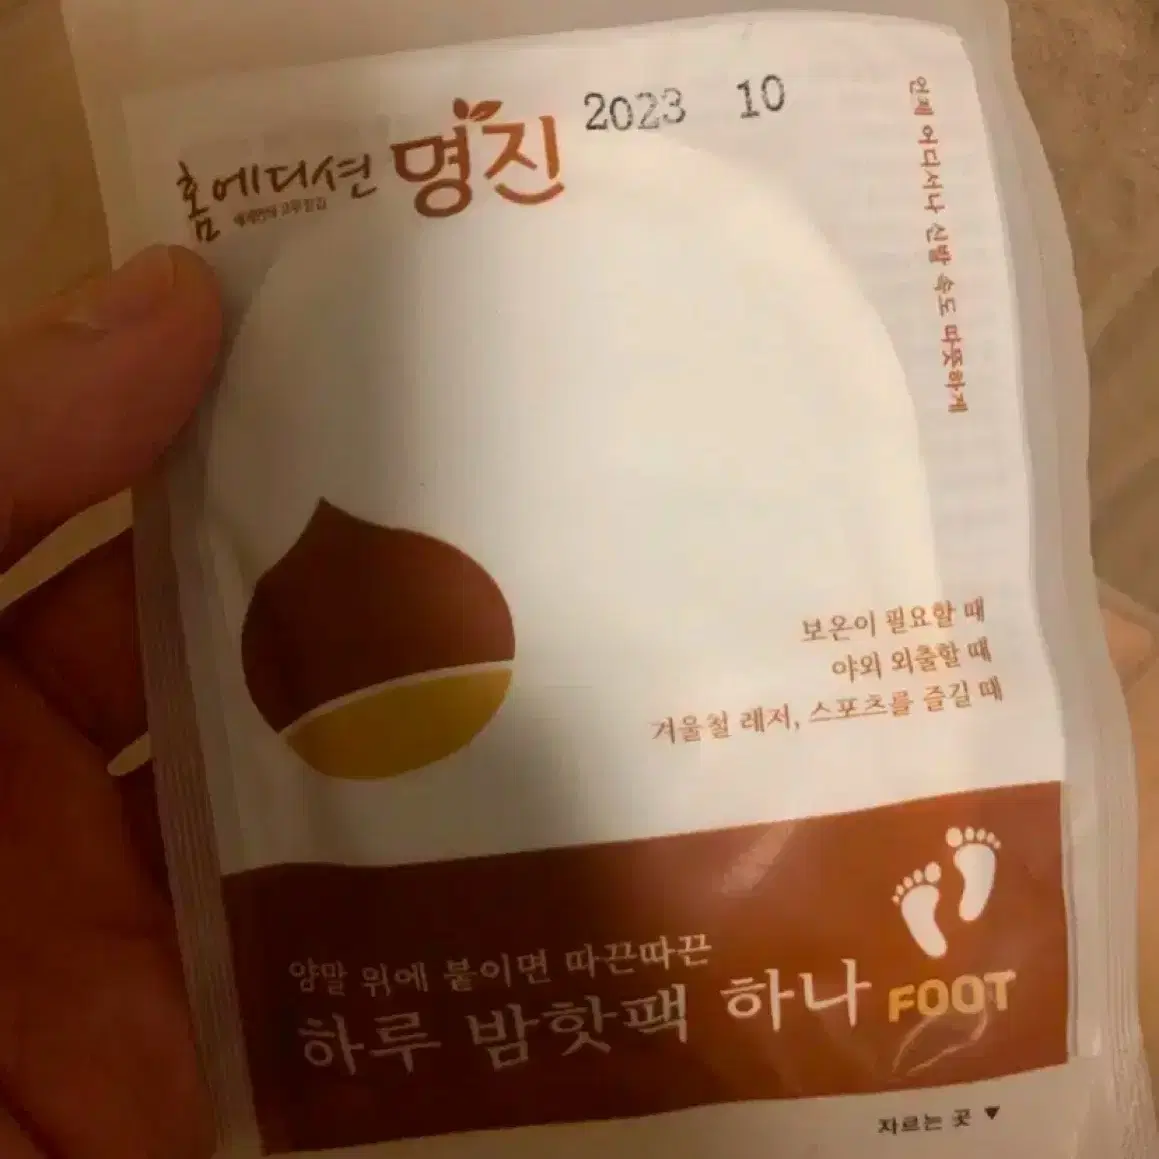 2023 10
홈에디션 명진
언제 어디서나 신발 속도 따뜻하게
보온이 필요할 때
야외 외출할 때
겨울철 레저, 스포츠를 즐길 때
양말 위에 붙이면 따끈따끈
하루 밤핫팩 하나 FOOT
자르는 곳 ▼